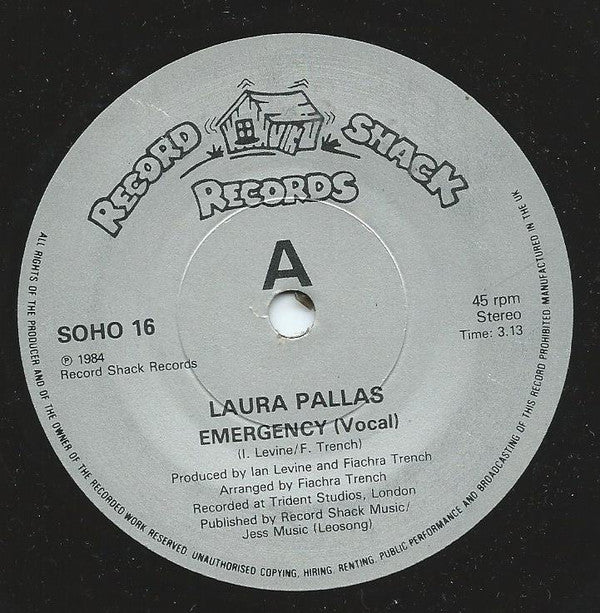 RECORD SHACK
RECORDS
A
SOHO 16
℗ 1984
Record Shack Records
45 rpm
Stereo
Time: 3.13
LAURA PALLAS
EMERGENCY (Vocal)
(I. Levine/F. Trench)
Produced by Ian Levine and Fiachra Trench
Arranged by Fiachra Trench
Recorded at Trident Studios, London
Published by Record Shack Music/
Jess Music (Leosong)
ALL RIGHTS OF THE PRODUCER AND OF THE OWNER OF THE RECORDED WORK RESERVED. UNAUTHORISED COPYING, HIRING, RENTING, PUBLIC PERFORMANCE AND BROADCASTING OF THIS RECORD PROHIBITED. MANUFACTURED IN THE UK